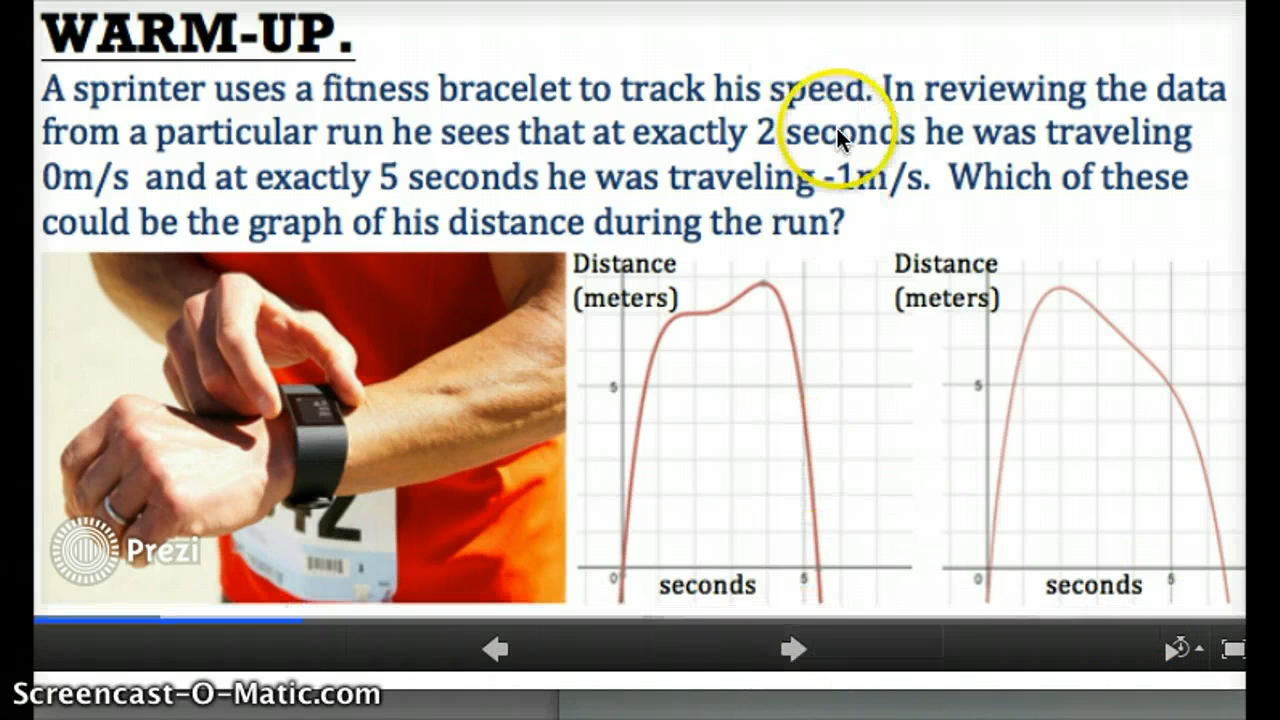 WARM-UP.
A sprinter uses a fitness bracelet to track his speed. In reviewing the data
from a particular run he sees that at exactly 2 seconds he was traveling
0m/s and at exactly 5 seconds he was traveling -1m/s. Which of these
could be the graph of his distance during the run?
Distance
(meters)
5
0
seconds
5
Distance
(meters)
5
0
seconds
5
Prezi
Screencast-O-Matic.com